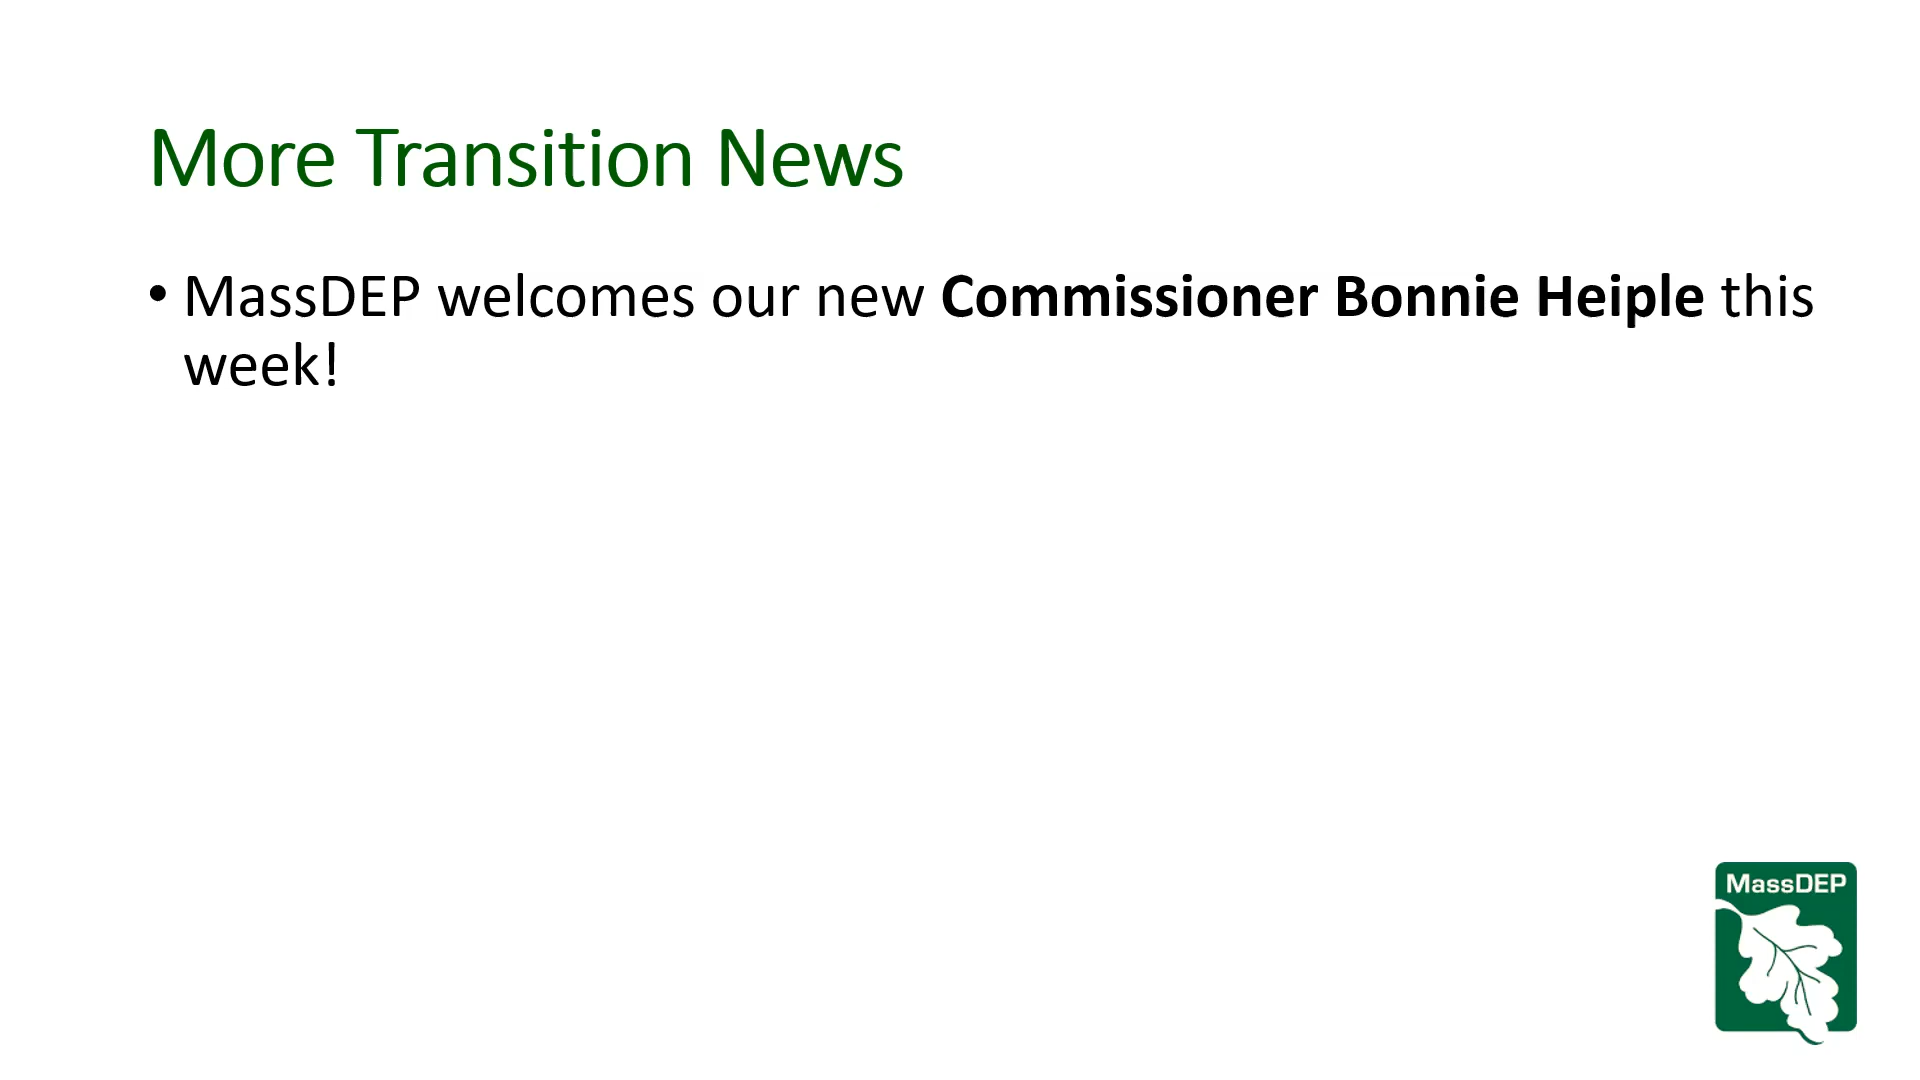 More Transition News
• MassDEP welcomes our new Commissioner Bonnie Heiple this
week!
MassDEP